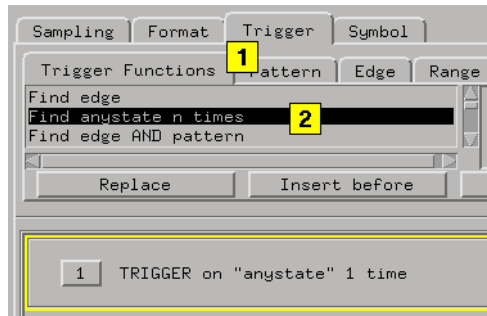 Sampling Format Trigger Symbol
1
Trigger Functions Pattern Edge Range
Find edge
Find anystate n times
2
Find edge AND pattern
Replace Insert before
1 TRIGGER on "anystate" 1 time